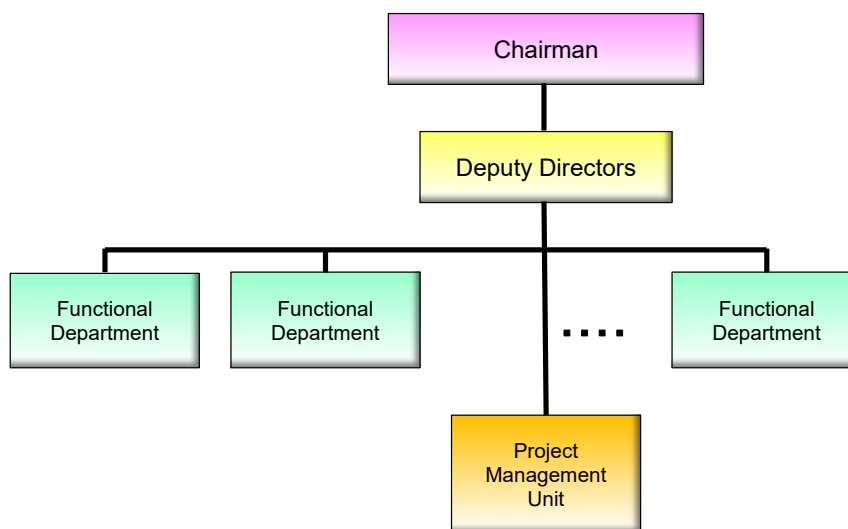 Chairman
Deputy Directors
Functional
Department
Functional
Department
Functional
Department
....
Project
Management
Unit